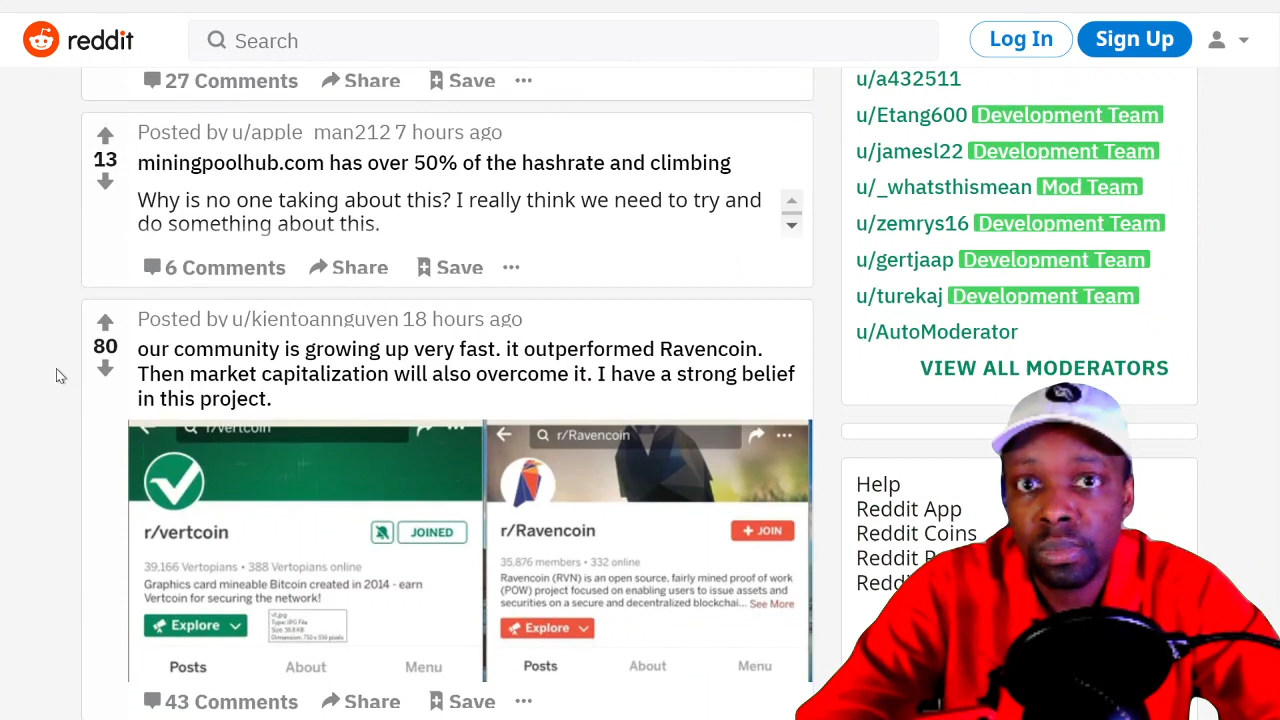 reddit
Search
Log In
Sign Up
27 Comments Share Save
Posted by u/apple_man212 7 hours ago
13
miningpoolhub.com has over 50% of the hashrate and climbing
Why is no one taking about this? I really think we need to try and
do something about this.
6 Comments Share Save
Posted by u/kientoannguyen 18 hours ago
80
our community is growing up very fast. it outperformed Ravencoin.
Then market capitalization will also overcome it. I have a strong belief
in this project.
r/vertcoin
r/vertcoin
JOINED
39,166 Vertopians • 388 Vertopians online
Graphics card mineable Bitcoin created in 2014 - earn
Vertcoin for securing the network!
Explore
Posts About Menu
r/Ravencoin
r/Ravencoin
+ JOIN
35,876 members • 332 online
Ravencoin (RVN) is an open source, fairly mined proof of work
(POW) project focused on enabling users to issue assets and
securities on a secure and decentralized blockchai... See More
Explore
Posts About Menu
43 Comments Share Save
u/a432511
u/Etang600 Development Team
u/jamesl22 Development Team
u/_whatsthismean Mod Team
u/zemrys16 Development Team
u/gertjaap Development Team
u/turekaj Development Team
u/AutoModerator
VIEW ALL MODERATORS
Help
Reddit App
Reddit Coins
Reddit